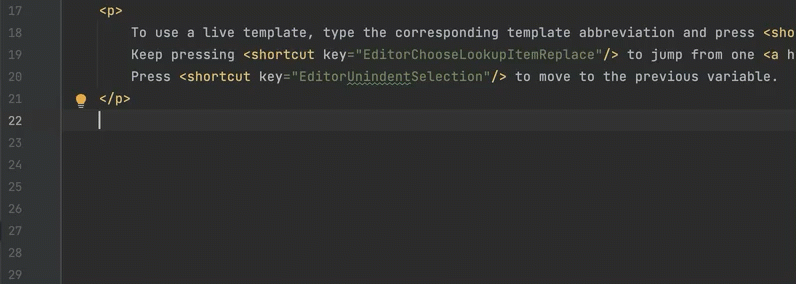 17 <p>
18 To use a live template, type the corresponding template abbreviation and press <sho
19 Keep pressing <shortcut key="EditorChooseLookupItemReplace"/> to jump from one <a h
20 Press <shortcut key="EditorUnindentSelection"/> to move to the previous variable.
21 </p>
22
23
24
25
26
27
28
29